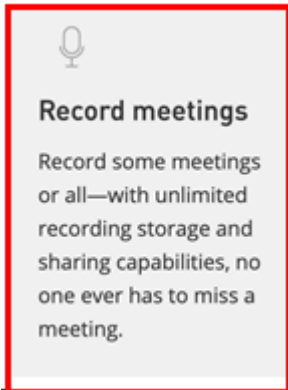 Record meetings
Record some meetings
or all—with unlimited
recording storage and
sharing capabilities, no
one ever has to miss a
meeting.